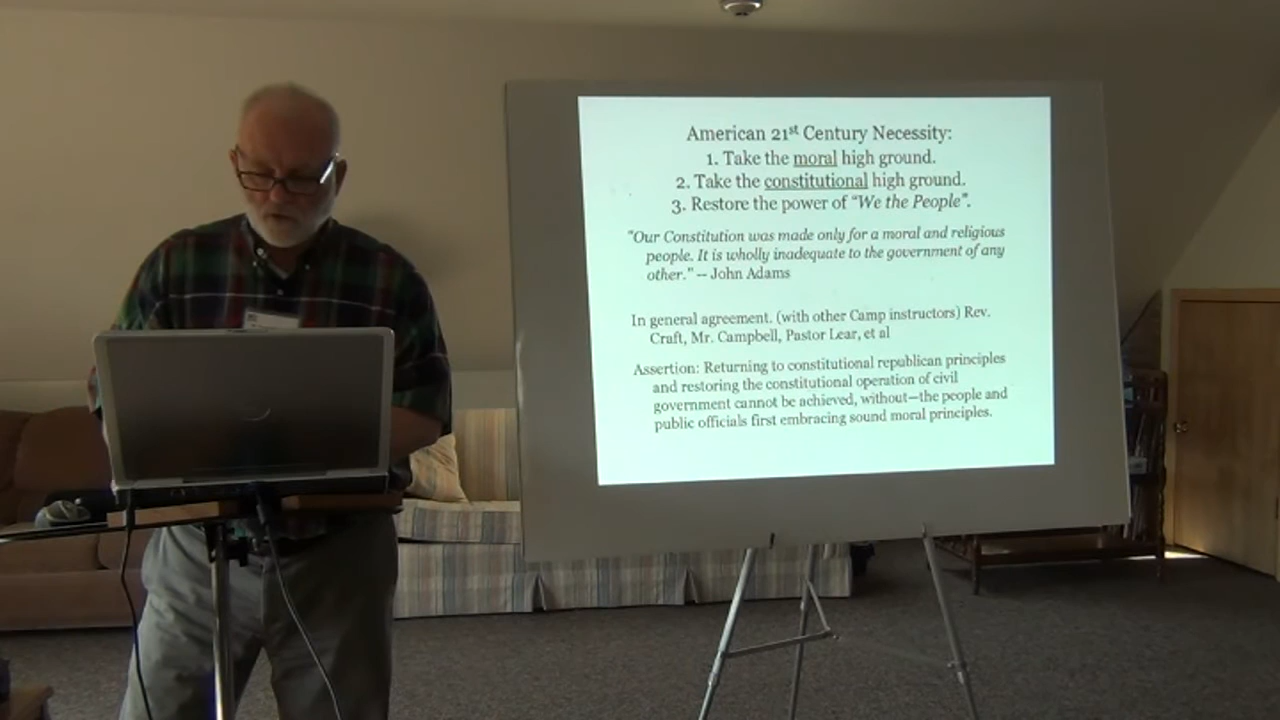 American 21st Century Necessity:
1. Take the moral high ground.
2. Take the constitutional high ground.
3. Restore the power of “We the People”.
"Our Constitution was made only for a moral and religious
people. It is wholly inadequate to the government of any
other." -- John Adams
In general agreement. (with other Camp instructors) Rev.
Craft, Mr. Campbell, Pastor Lear, et al
Assertion: Returning to constitutional republican principles
and restoring the constitutional operation of civil
government cannot be achieved, without—the people and
public officials first embracing sound moral principles.